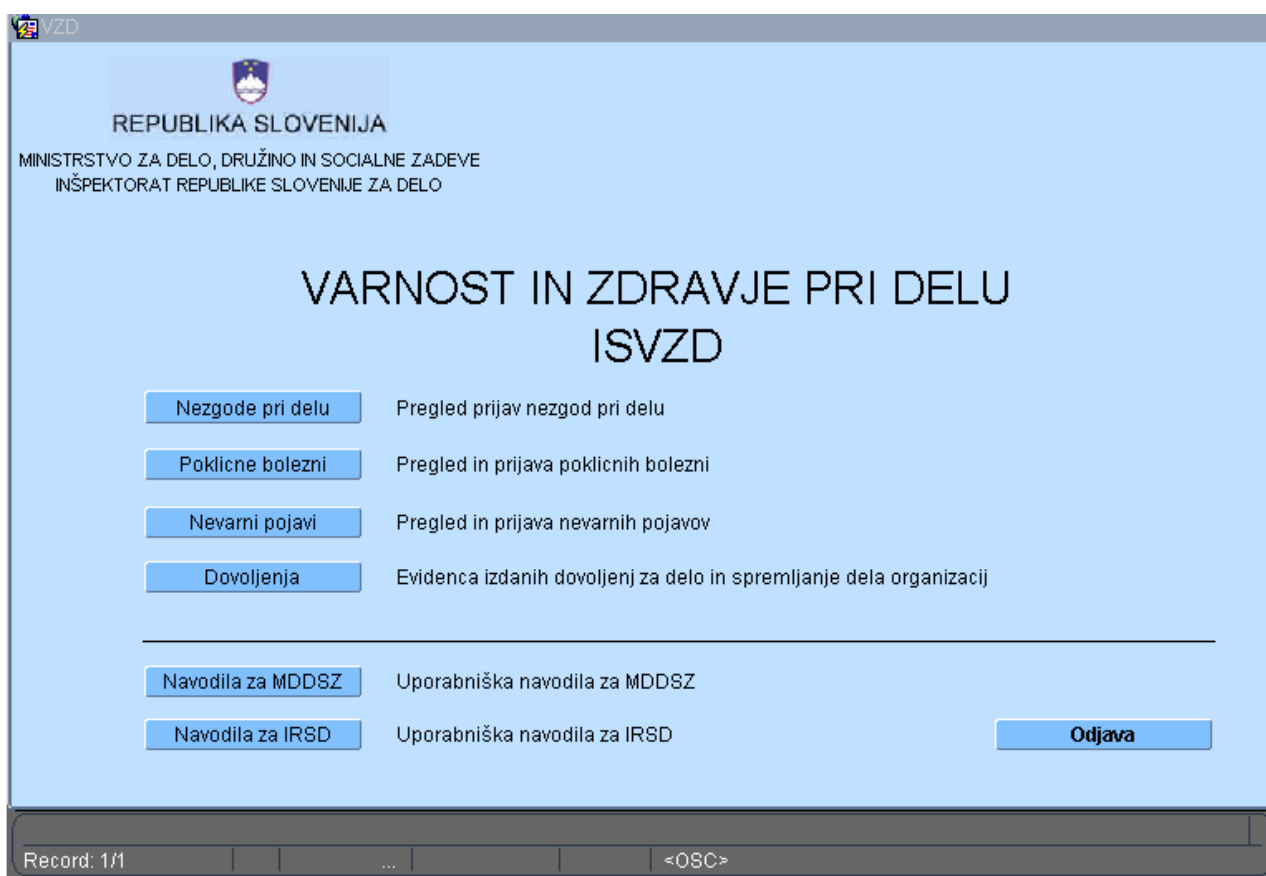 VZD
REPUBLIKA SLOVENIJA
MINISTRSTVO ZA DELO, DRUŽINO IN SOCIALNE ZADEVE
INŠPEKTORAT REPUBLIKE SLOVENIJE ZA DELO
VARNOST IN ZDRAVJE PRI DELU
ISVZD
Nezgode pri delu Pregled prijav nezgod pri delu
Poklicne bolezni Pregled in prijava poklicnih bolezni
Nevarni pojavi Pregled in prijava nevarnih pojavov
Dovoljenja Evidenca izdanih dovoljenj za delo in spremljanje dela organizacij
Navodila za MDDSZ Uporabniška navodila za MDDSZ
Navodila za IRSD Uporabniška navodila za IRSD Odjava
Record: 1/1 ... <OSC>